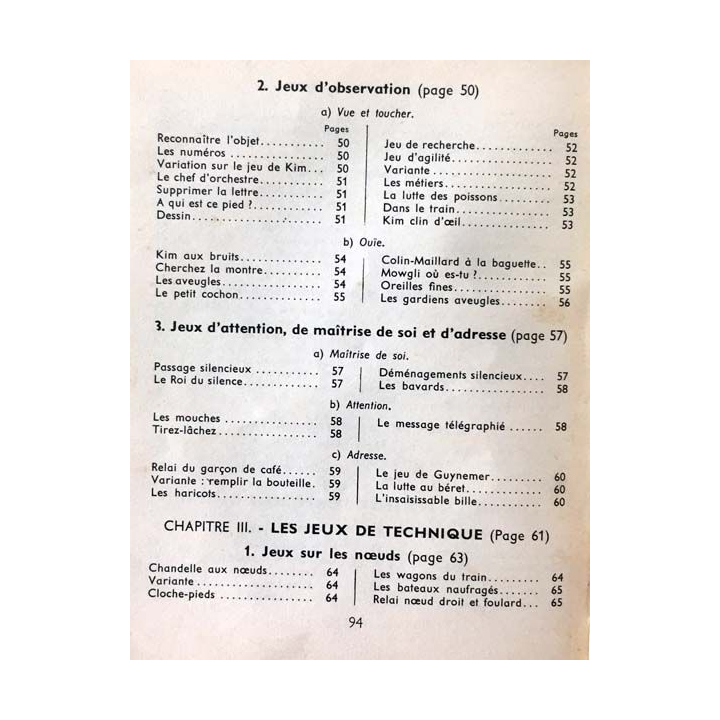 2. Jeux d'observation (page 50)
a) Vue et toucher.
Pages
Reconnaître l'objet........... 50
Les numéros ............... 50
Variation sur le jeu de Kim... 50
Le chef d'orchestre........... 51
Supprimer la lettre........... 51
A qui est ce pied ?........... 51
Dessin..................... 51
Pages
Jeu de recherche............ 52
Jeu d'agilité............... 52
Variante .................. 52
Les métiers................ 52
La lutte des poissons........ 53
Dans le train............... 53
Kim clin d'œil.............. 53
b) Ouïe.
Kim aux bruits.............. 54
Cherchez la montre.......... 54
Les aveugles................ 54
Le petit cochon............. 55
Colin-Maillard à la baguette.. 55
Mowgli où es-tu ?........... 55
Oreilles fines............... 55
Les gardiens aveugles........ 56
3. Jeux d'attention, de maîtrise de soi et d'adresse (page 57)
a) Maîtrise de soi.
Passage silencieux ........... 57
Le Roi du silence............ 57
Déménagements silencieux.... 57
Les bavards................ 58
b) Attention.
Les mouches ............... 58
Tirez-lâchez................ 58
Le message télégraphié ...... 58
c) Adresse.
Relai du garçon de café...... 59
Variante : remplir la bouteille. 59
Les haricots................ 59
Le jeu de Guynemer......... 60
La lutte au béret............ 60
L'insaisissable bille........... 60
CHAPITRE III. - LES JEUX DE TECHNIQUE (Page 61)
1. Jeux sur les nœuds (page 63)
Chandelle aux nœuds........ 64
Variante ................... 64
Cloche-pieds ............... 64
Les wagons du train......... 64
Les bateaux naufragés....... 65
Relai nœud droit et foulard... 65
94